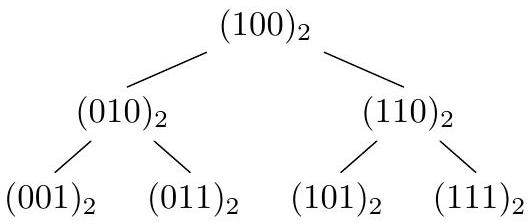 (100)₂
(010)₂ (110)₂
(001)₂ (011)₂ (101)₂ (111)₂